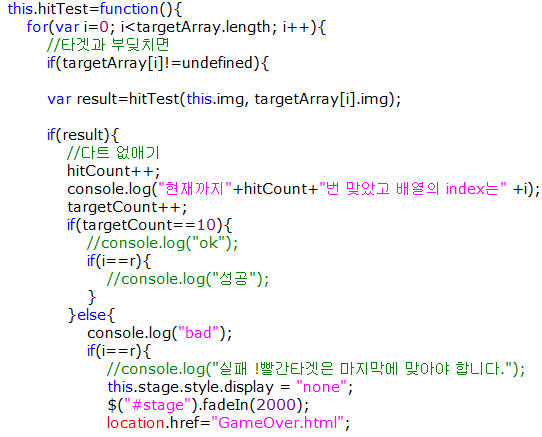 this.hitTest=function(){
for(var i=0; i<targetArray.length; i++){
//타겟과 부딪치면
if(targetArray[i]!=undefined){
var result=hitTest(this.img, targetArray[i].img);
if(result){
//다트 없애기
hitCount++;
console.log("현재까지"+hitCount+"번 맞았고 배열의 index는" +i);
targetCount++;
if(targetCount==10){
//console.log("ok");
if(i==r){
//console.log("성공");
}
}else{
console.log("bad");
if(i==r){
//console.log("실패 !빨간타겟은 마지막에 맞아야 합니다.");
this.stage.style.display = "none";
$("#stage").fadeIn(2000);
location.href="GameOver.html";